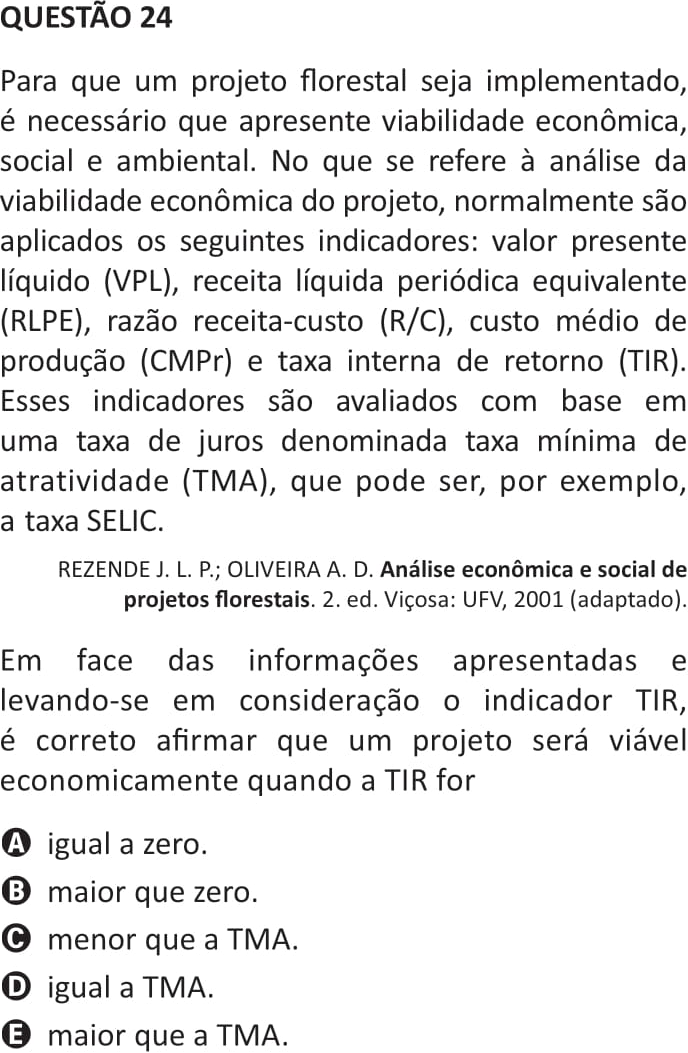 QUESTÃO 24
Para que um projeto florestal seja implementado,
é necessário que apresente viabilidade econômica,
social e ambiental. No que se refere à análise da
viabilidade econômica do projeto, normalmente são
aplicados os seguintes indicadores: valor presente
líquido (VPL), receita líquida periódica equivalente
(RLPE), razão receita-custo (R/C), custo médio de
produção (CMPr) e taxa interna de retorno (TIR).
Esses indicadores são avaliados com base em
uma taxa de juros denominada taxa mínima de
atratividade (TMA), que pode ser, por exemplo,
a taxa SELIC.
REZENDE J. L. P.; OLIVEIRA A. D. Análise econômica e social de
projetos florestais. 2. ed. Viçosa: UFV, 2001 (adaptado).
Em face das informações apresentadas e
levando-se em consideração o indicador TIR,
é correto afirmar que um projeto será viável
economicamente quando a TIR for
A igual a zero.
B maior que zero.
C menor que a TMA.
D igual a TMA.
E maior que a TMA.